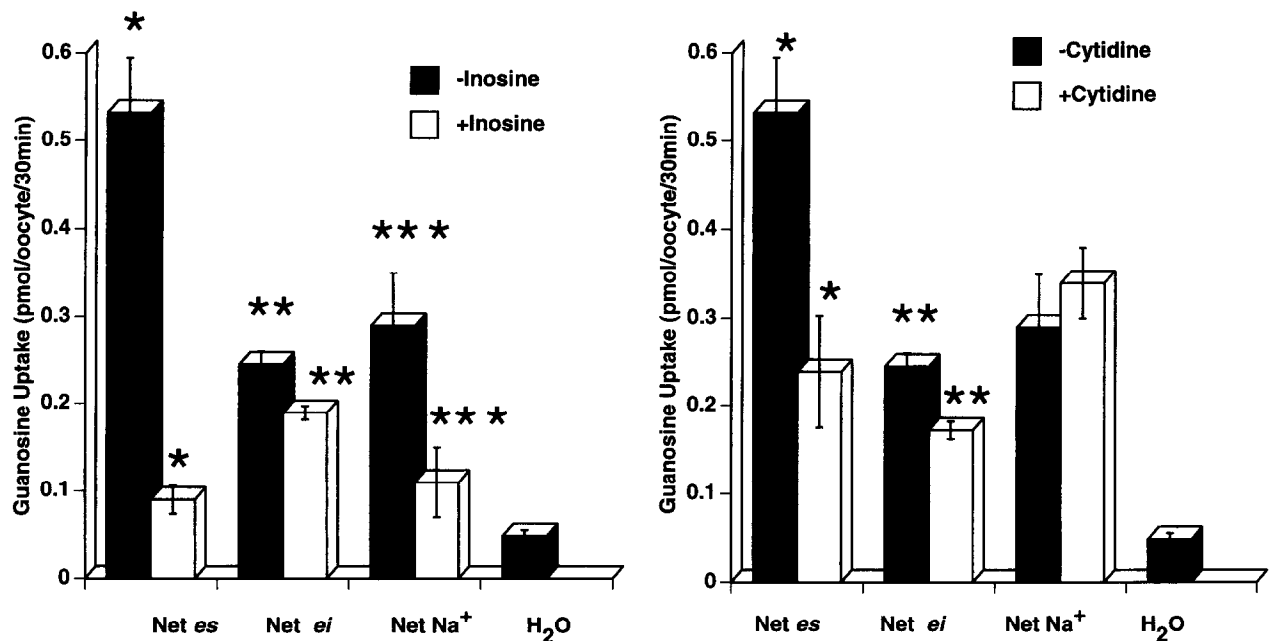 Guanosine Uptake (pmol/oocyte/30min)
0.6
0.5
0.4
0.3
0.2
0.1
0
*
*
**
**
***
***
-Inosine
+Inosine
Net es
Net ei
Net Na⁺
H₂O
Guanosine Uptake (pmol/oocyte/30min)
0.6
0.5
0.4
0.3
0.2
0.1
0
*
*
**
**
-Cytidine
+Cytidine
Net es
Net ei
Net Na⁺
H₂O